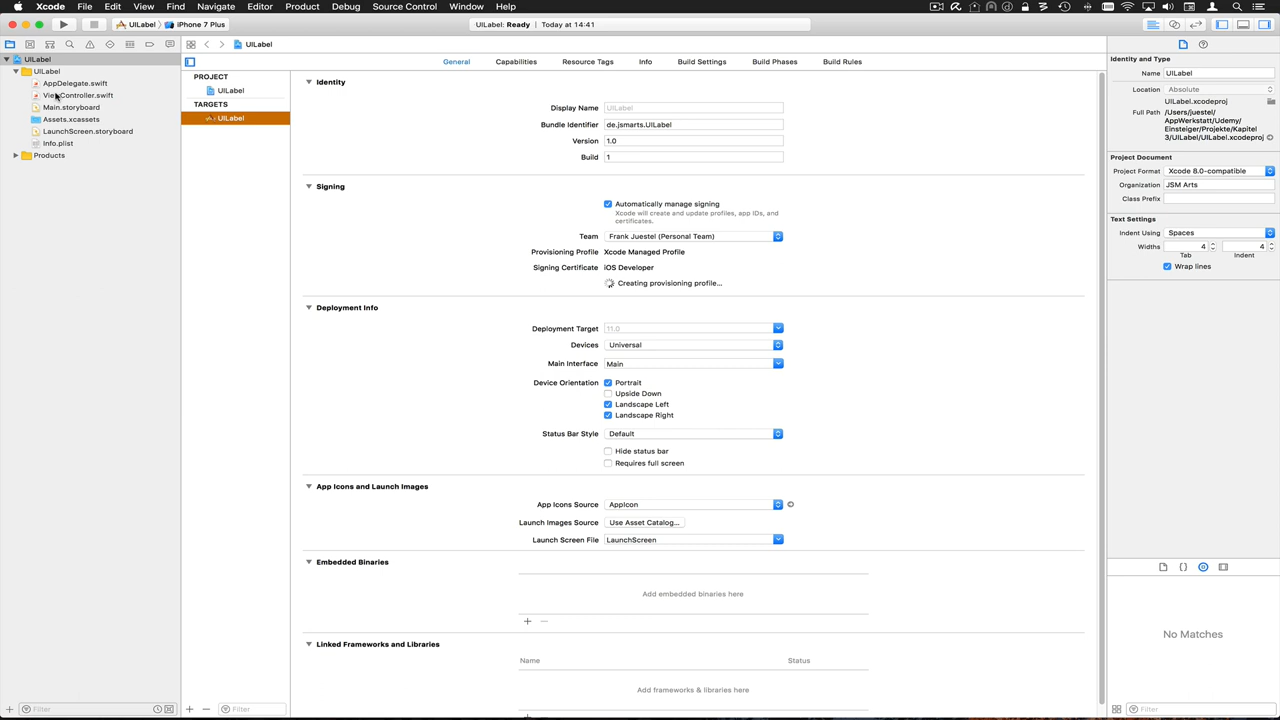 Xcode File Edit View Find Navigate Editor Product Debug Source Control Window Help
UILabel iPhone 7 Plus
UILabel: Ready | Today at 14:41
UILabel
UILabel
AppDelegate.swift
ViewController.swift
Main.storyboard
Assets.xcassets
LaunchScreen.storyboard
Info.plist
Products
Filter
UILabel
General Capabilities Resource Tags Info Build Settings Build Phases Build Rules
PROJECT
UILabel
TARGETS
UILabel
Filter
Identity
Display Name UILabel
Bundle Identifier de.jsmarts.UILabel
Version 1.0
Build 1
Signing
Automatically manage signing
Xcode will create and update profiles, app IDs, and
certificates.
Team Frank Juestel (Personal Team)
Provisioning Profile Xcode Managed Profile
Signing Certificate iOS Developer
Creating provisioning profile...
Deployment Info
Deployment Target 11.0
Devices Universal
Main Interface Main
Device Orientation Portrait
Upside Down
Landscape Left
Landscape Right
Status Bar Style Default
Hide status bar
Requires full screen
App Icons and Launch Images
App Icons Source AppIcon
Launch Images Source Use Asset Catalog...
Launch Screen File LaunchScreen
Embedded Binaries
Add embedded binaries here
Linked Frameworks and Libraries
Name Status
Add frameworks & libraries here
Identity and Type
Name UILabel
Location Absolute
UILabel.xcodeproj
Full Path /Users/juestel/
AppWerkstatt/Udemy/
Einsteiger/Projekte/Kapitel
3/UILabel/UILabel.xcodeproj
Project Document
Project Format Xcode 8.0-compatible
Organization JSM Arts
Class Prefix
Text Settings
Indent Using Spaces
Widths 4 4
Tab Indent
Wrap lines
No Matches
Filter